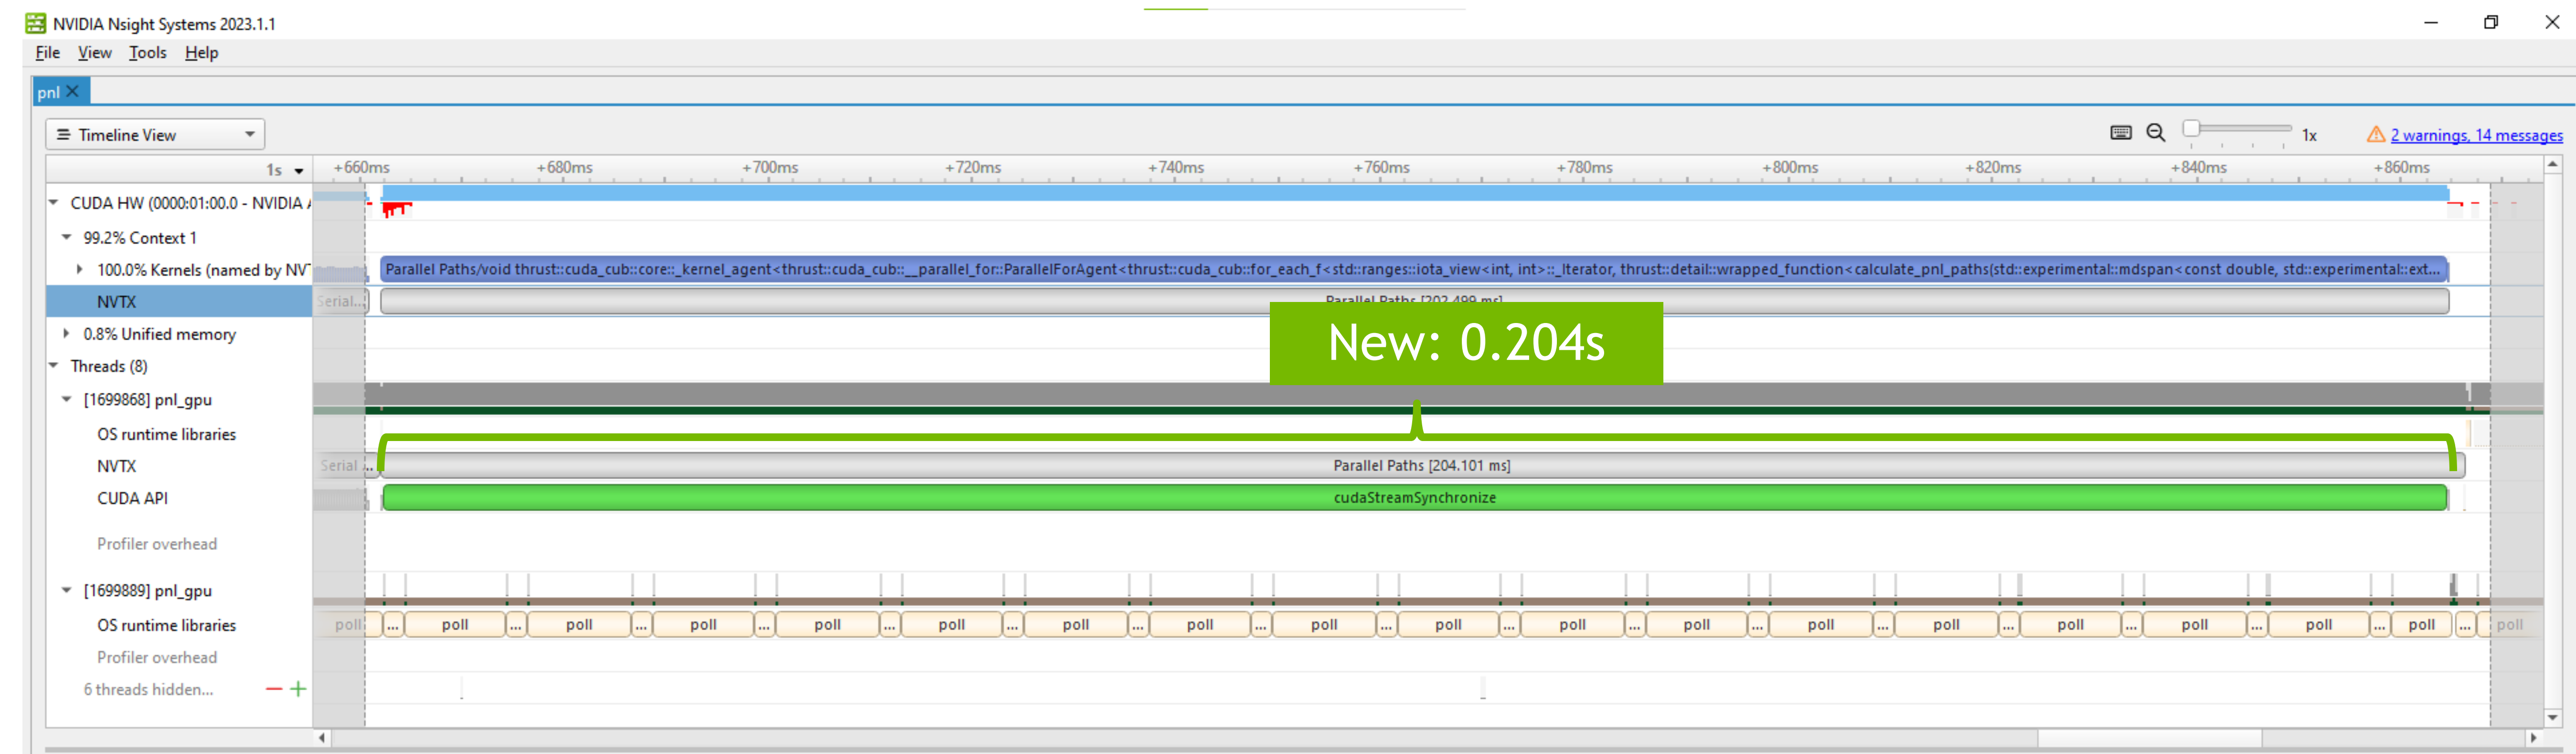 NVIDIA Nsight Systems 2023.1.1
File View Tools Help
pnl
Timeline View
1x
2 warnings, 14 messages
1s +660ms +680ms +700ms +720ms +740ms +760ms +780ms +800ms +820ms +840ms +860ms
CUDA HW (0000:01:00.0 - NVIDIA
99.2% Context 1
100.0% Kernels (named by NV Parallel Paths/void thrust::cuda_cub::core::_kernel_agent<thrust::cuda_cub::__parallel_for::ParallelForAgent<thrust::cuda_cub::for_each_f<std::ranges::iota_view<int, int>::_Iterator, thrust::detail::wrapped_function<calculate_pnl_paths(std::experimental::mdspan<const double, std::experimental::ext...
NVTX Serial... Parallel Paths [202.499 ms]
0.8% Unified memory
New: 0.204s
Threads (8)
[1699868] pnl_gpu
OS runtime libraries
NVTX Serial ... Parallel Paths [204.101 ms]
CUDA API cudaStreamSynchronize
Profiler overhead
[1699889] pnl_gpu
OS runtime libraries poll ... poll ... poll ... poll ... poll ... poll ... poll ... poll ... poll ... poll ... poll ... poll ... poll ... poll ... poll ... poll ... poll ... poll ... poll
Profiler overhead
6 threads hidden...